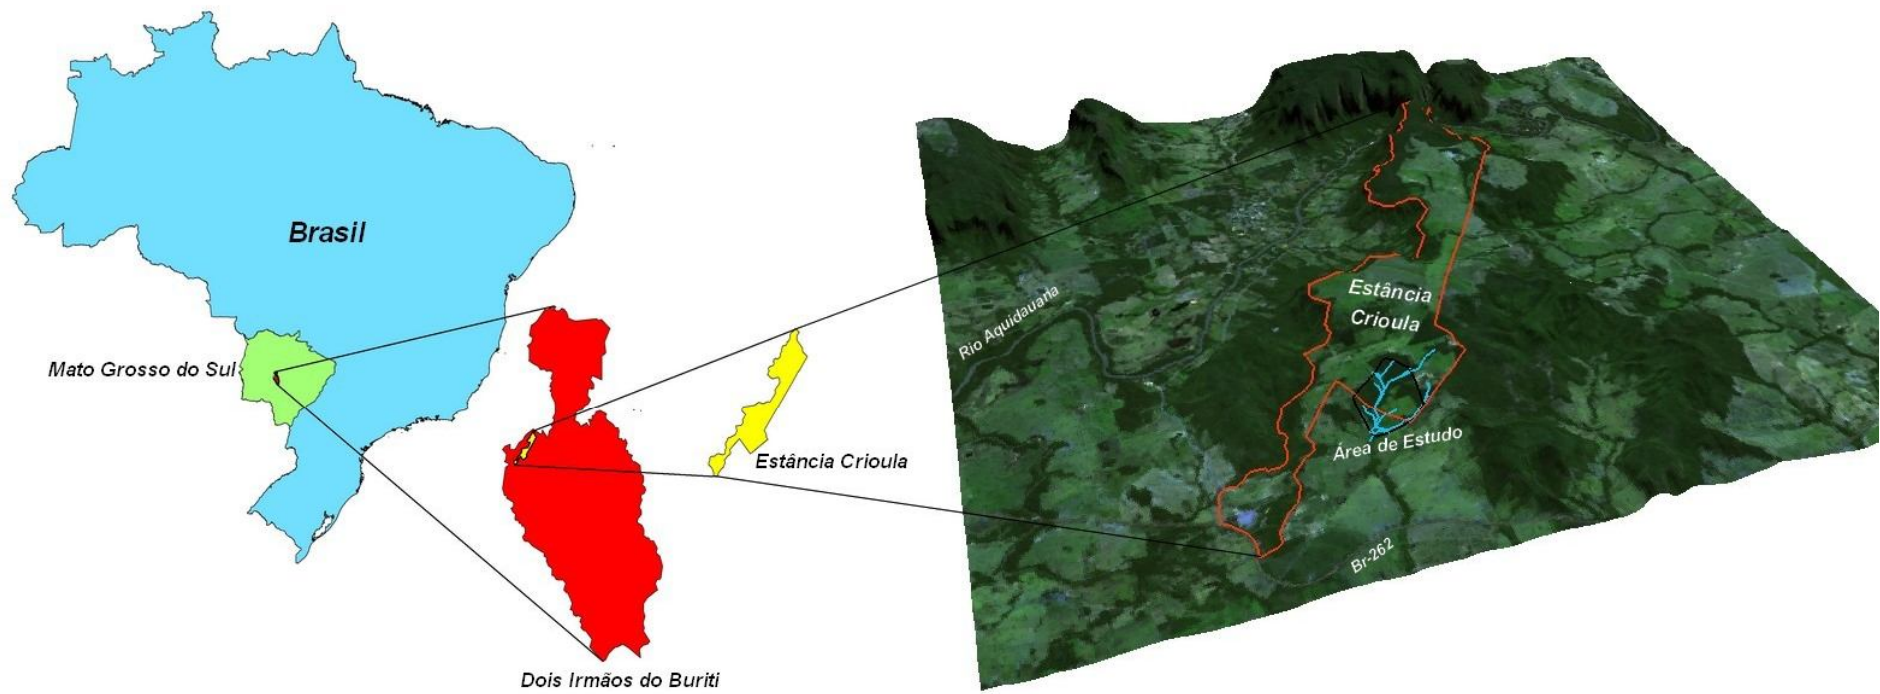 Brasil
Mato Grosso do Sul
Dois Irmãos do Buriti
Estância Crioula
Rio Aquidauana
Estância
Crioula
Área de Estudo
Br-262